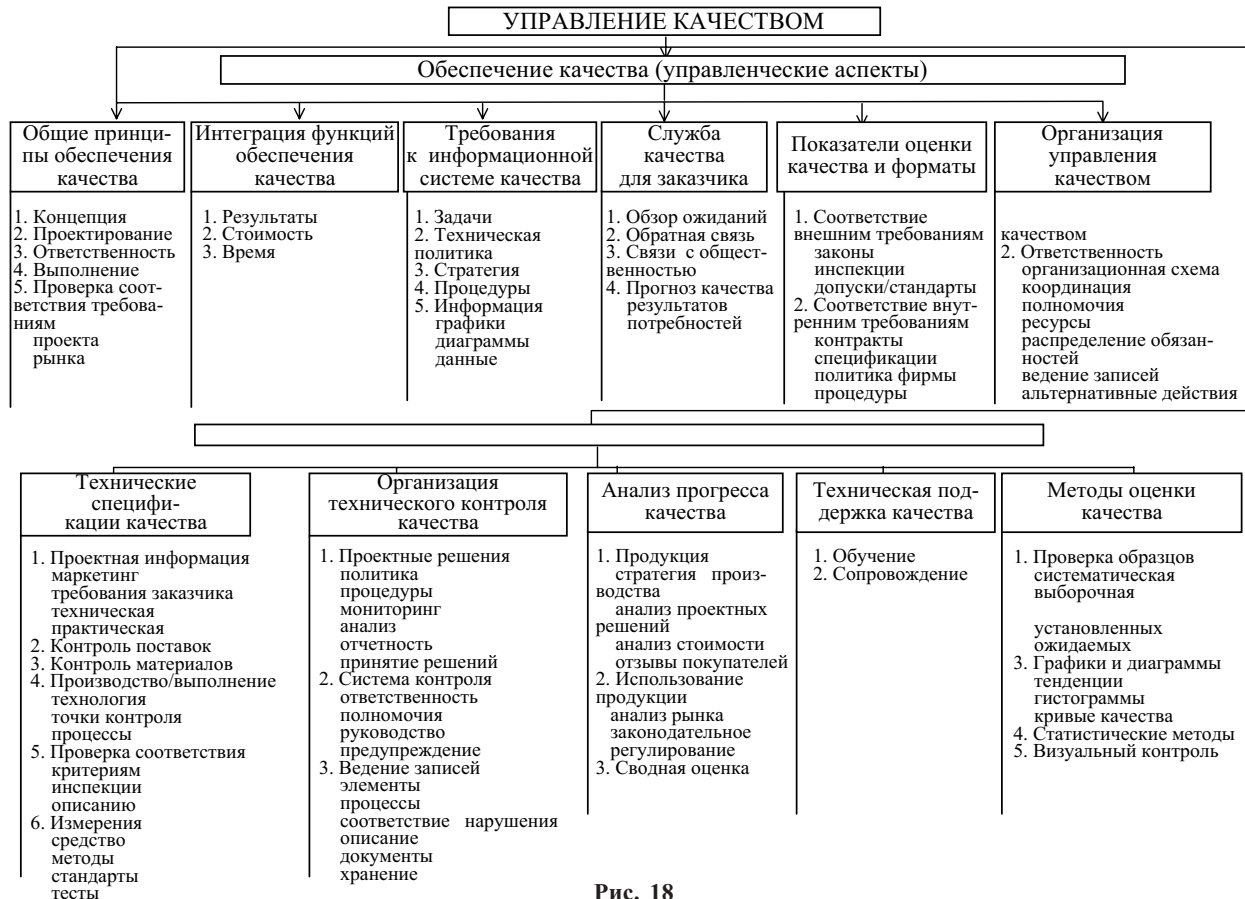 УПРАВЛЕНИЕ КАЧЕСТВОМ
Обеспечение качества (управленческие аспекты)
Общие принци-
пы обеспечения
качества
1. Концепция
2. Проектирование
3. Ответственность
4. Выполнение
5. Проверка соот-
ветствия требова-
ниям
проекта
рынка
Интеграция функций
обеспечения
качества
1. Результаты
2. Стоимость
3. Время
Требования
к информационной
системе качества
1. Задачи
2. Техническая
политика
3. Стратегия
4. Процедуры
5. Информация
графики
диаграммы
данные
Служба
качества
для заказчика
1. Обзор ожиданий
2. Обратная связь
3. Связи с общест-
венностью
4. Прогноз качества
результатов
потребностей
Показатели оценки
качества и форматы
1. Соответствие
внешним требованиям
законы
инспекции
допуски/стандарты
2. Соответствие внут-
ренним требованиям
контракты
спецификации
политика фирмы
процедуры
Организация
управления
качеством
качеством
2. Ответственность
организационная схема
координация
полномочия
ресурсы
распределение обязан-
ностей
ведение записей
альтернативные действия
Технические
специфи-
кации качества
1. Проектная информация
маркетинг
требования заказчика
техническая
практическая
2. Контроль поставок
3. Контроль материалов
4. Производство/выполнение
технология
точки контроля
процессы
5. Проверка соответствия
критериям
инспекции
описанию
6. Измерения
средство
методы
стандарты
тесты
Организация
технического контроля
качества
1. Проектные решения
политика
процедуры
мониторинг
анализ
отчетность
принятие решений
2. Система контроля
ответственность
полномочия
руководство
предупреждение
3. Ведение записей
элементы
процессы
соответствие нарушения
описание
документы
хранение
Анализ прогресса
качества
1. Продукция
стратегия произ-
водства
анализ проектных
решений
анализ стоимости
отзывы покупателей
2. Использование
продукции
анализ рынка
законодательное
регулирование
3. Сводная оценка
Техническая под-
держка качества
1. Обучение
2. Сопровождение
Методы оценки
качества
1. Проверка образцов
систематическая
выборочная
установленных
ожидаемых
3. Графики и диаграммы
тенденции
гистограммы
кривые качества
4. Статистические методы
5. Визуальный контроль
Рис. 18